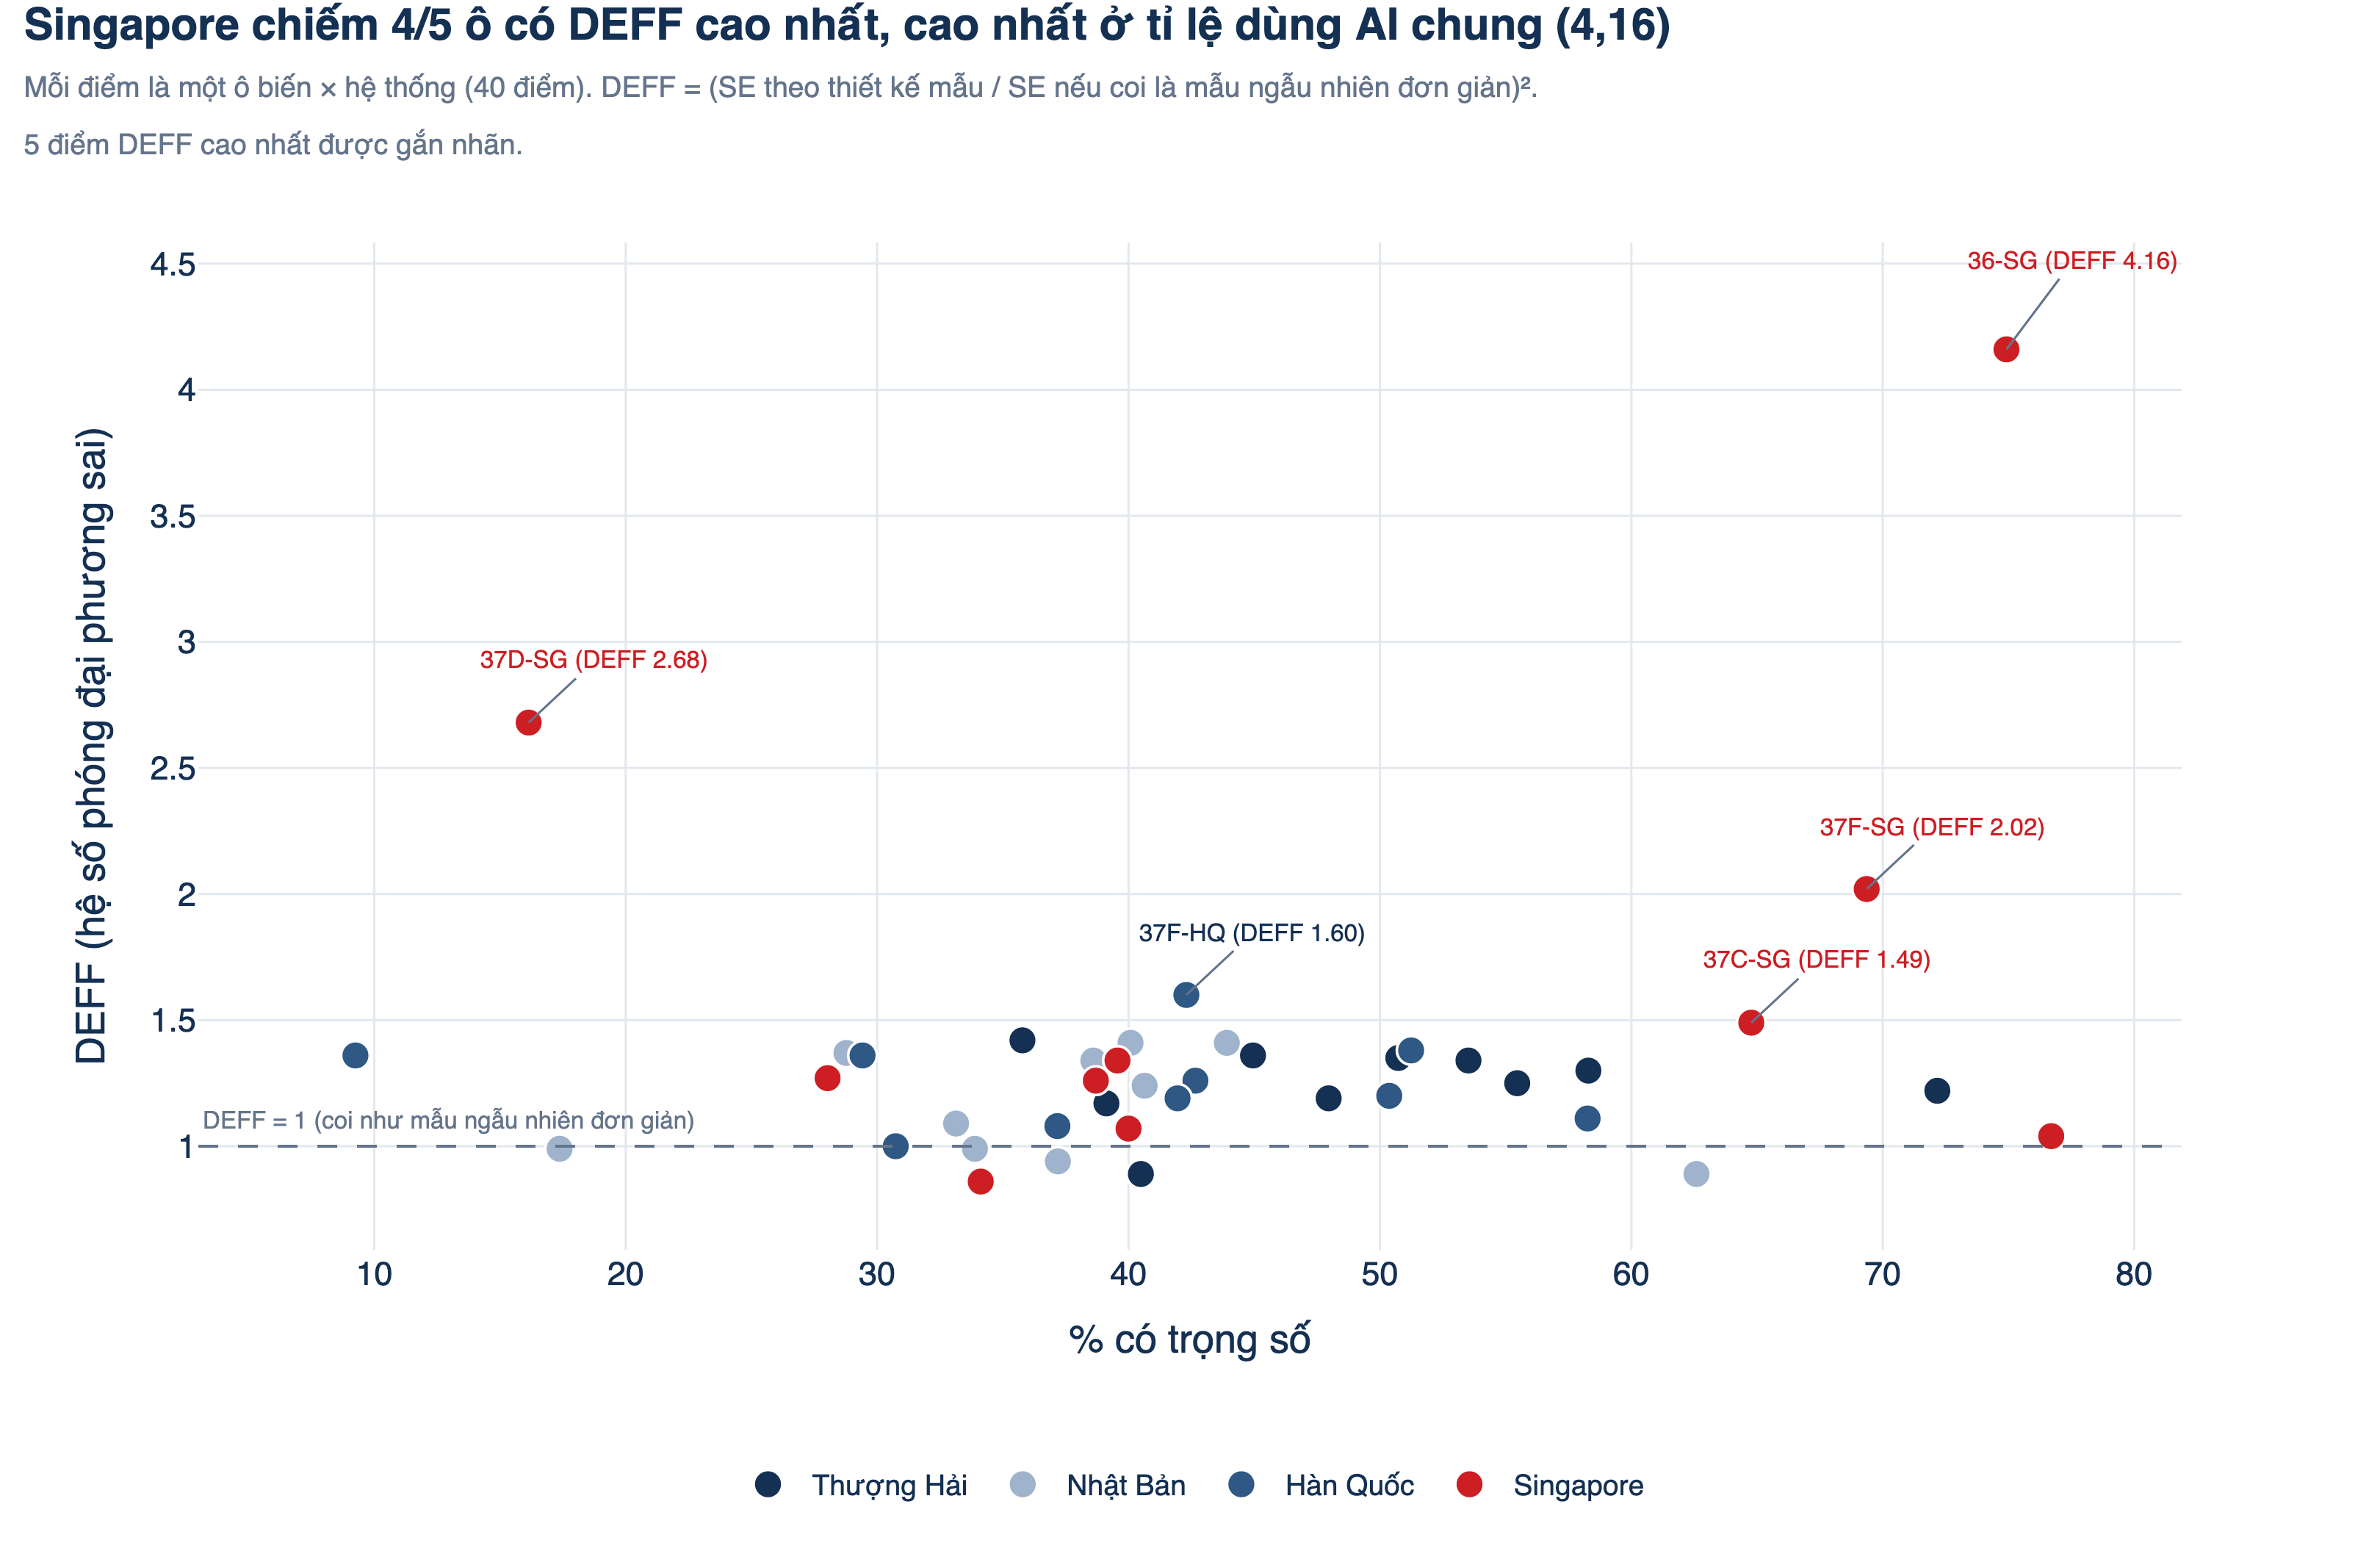 Singapore chiếm 4/5 ô có DEFF cao nhất, cao nhất ở tỉ lệ dùng AI chung (4,16)
Mỗi điểm là một ô biến × hệ thống (40 điểm). DEFF = (SE theo thiết kế mẫu / SE nếu coi là mẫu ngẫu nhiên đơn giản)².
5 điểm DEFF cao nhất được gắn nhãn.
DEFF (hệ số phóng đại phương sai)
4.5
4
3.5
3
2.5
2
1.5
1
36-SG (DEFF 4.16)
37D-SG (DEFF 2.68)
37F-SG (DEFF 2.02)
37F-HQ (DEFF 1.60)
37C-SG (DEFF 1.49)
DEFF = 1 (coi như mẫu ngẫu nhiên đơn giản)
10 20 30 40 50 60 70 80
% có trọng số
Thượng Hải Nhật Bản Hàn Quốc Singapore